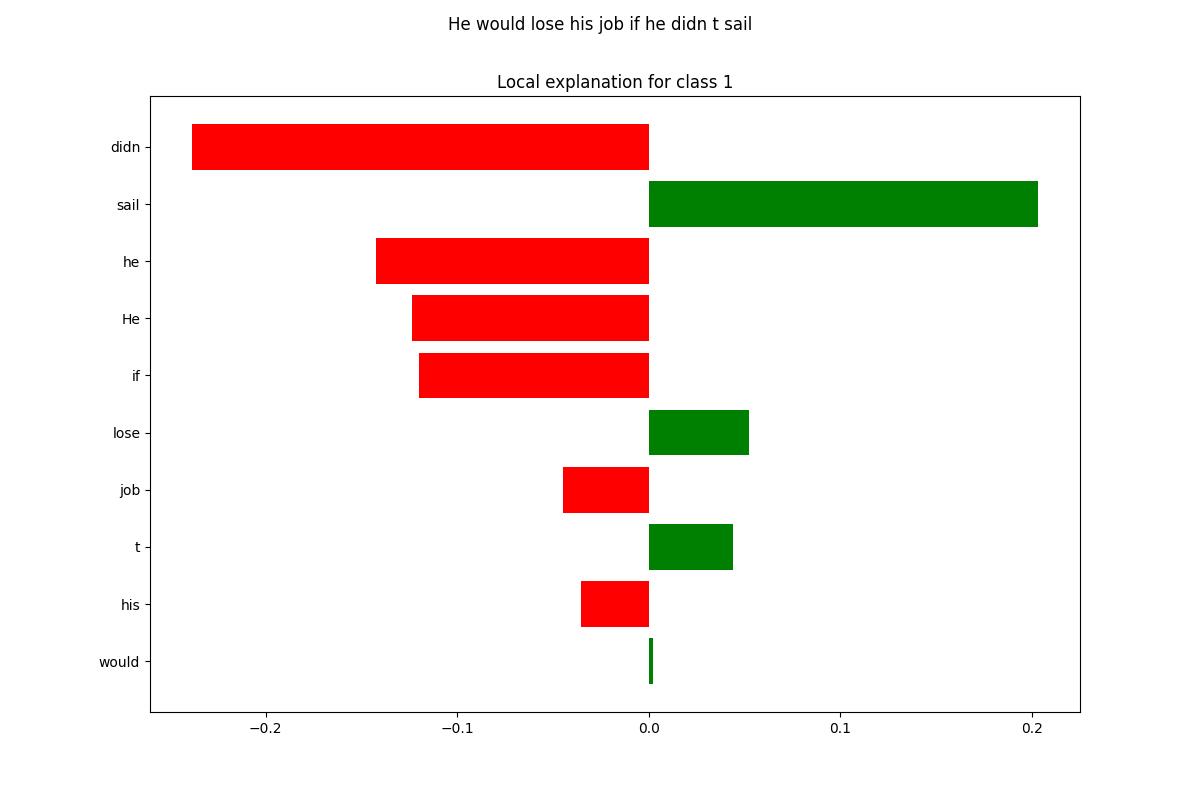 He would lose his job if he didn t sail
Local explanation for class 1
didn
sail
he
He
if
lose
job
t
his
would
−0.2 −0.1 0.0 0.1 0.2